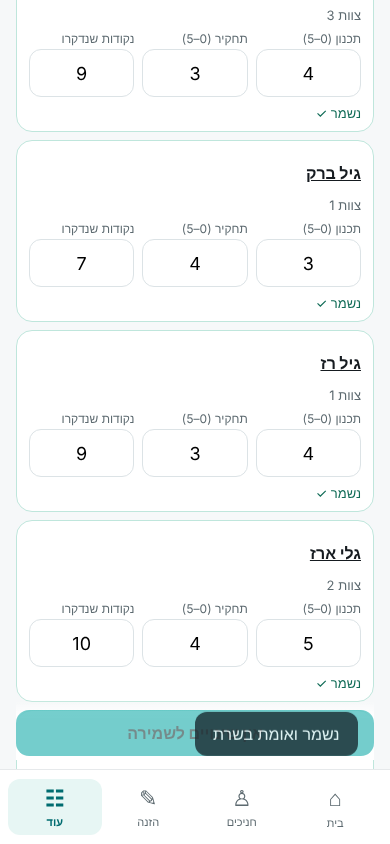 צוות 3
תכנון (0–5) תחקיר (0–5) נקודות שנדקרו
4 3 9
נשמר ✓
גיל ברק
צוות 1
תכנון (0–5) תחקיר (0–5) נקודות שנדקרו
3 4 7
נשמר ✓
גיל רז
צוות 1
תכנון (0–5) תחקיר (0–5) נקודות שנדקרו
4 3 9
נשמר ✓
גלי ארז
צוות 2
תכנון (0–5) תחקיר (0–5) נקודות שנדקרו
5 4 10
נשמר ✓
נשמר ואומת בשרת
לשמירה
בית חניכים הזנה עוד